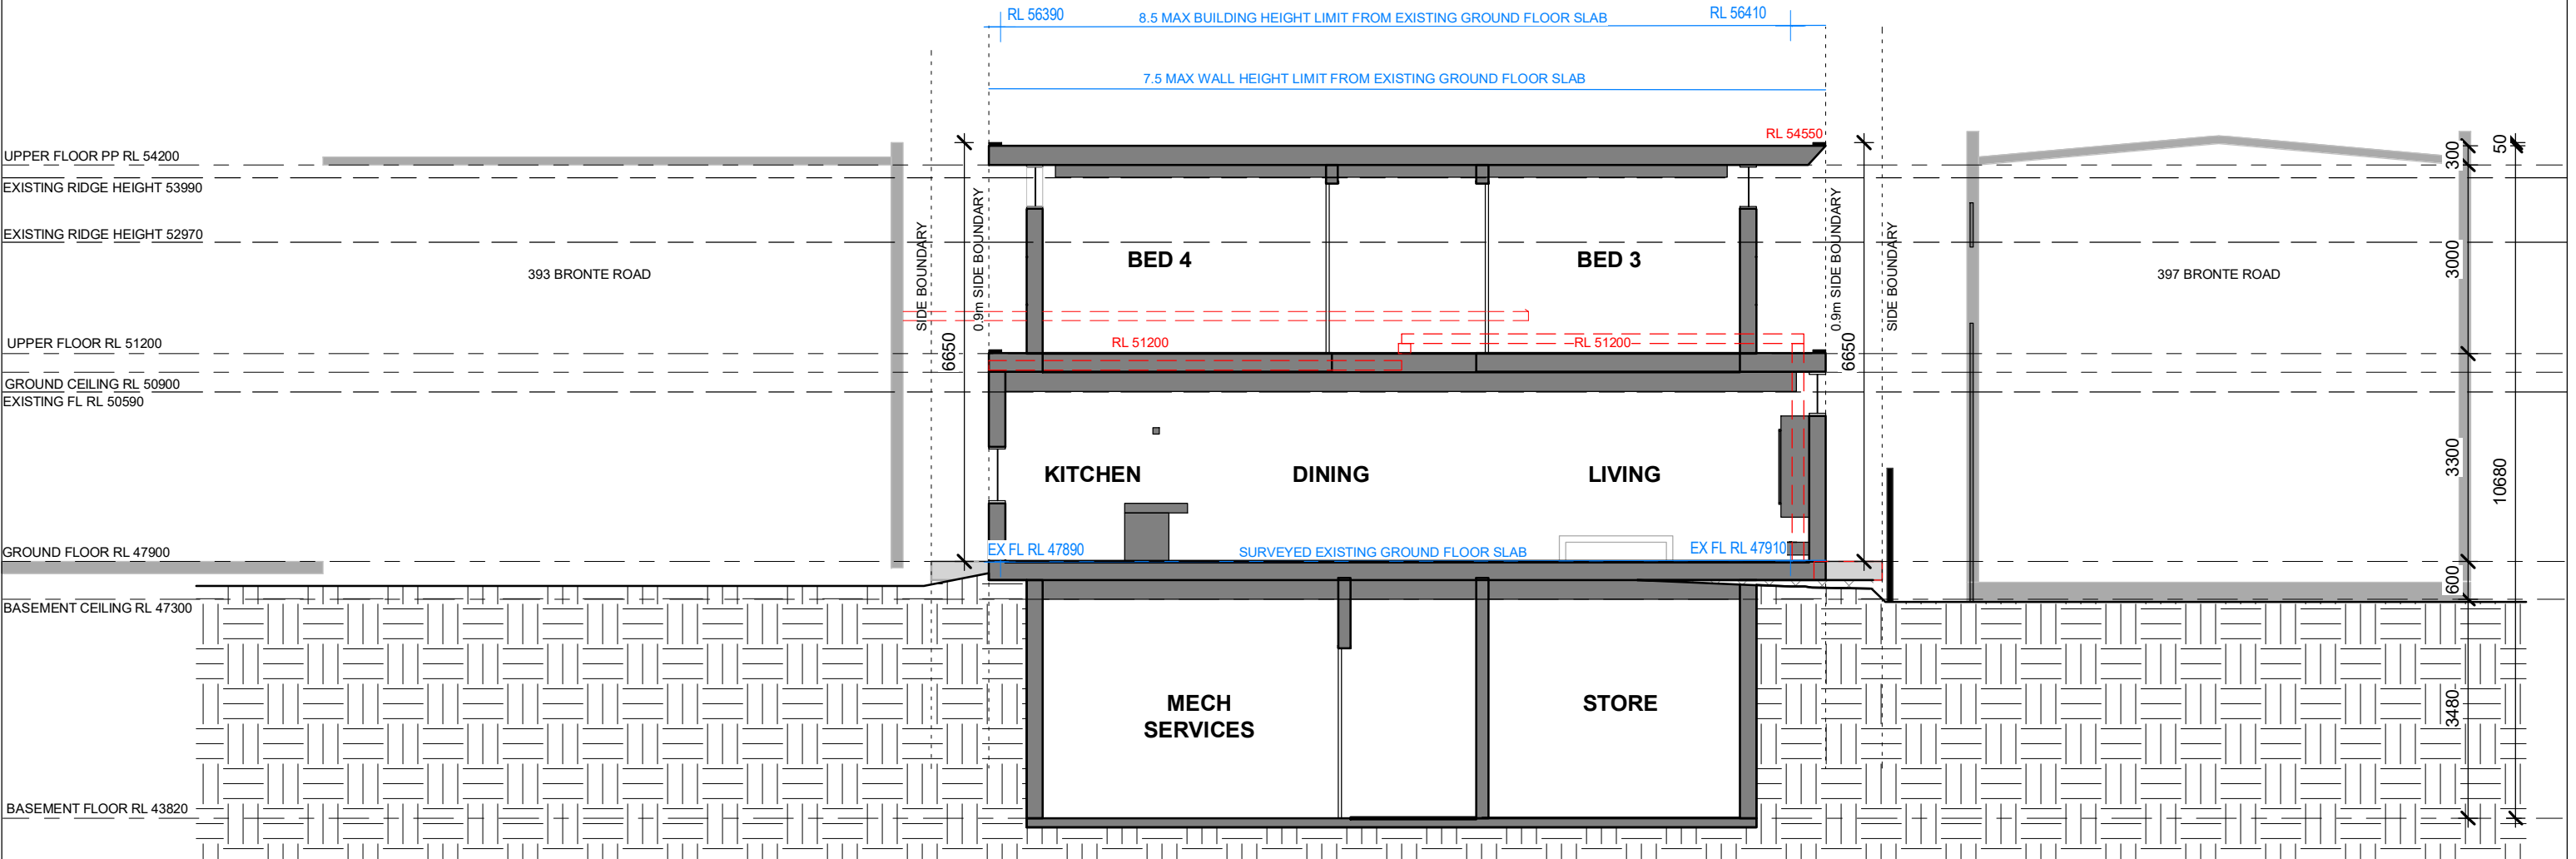 RL 56390
8.5 MAX BUILDING HEIGHT LIMIT FROM EXISTING GROUND FLOOR SLAB
RL 56410
7.5 MAX WALL HEIGHT LIMIT FROM EXISTING GROUND FLOOR SLAB
RL 54550
UPPER FLOOR PP RL 54200
EXISTING RIDGE HEIGHT 53990
EXISTING RIDGE HEIGHT 52970
393 BRONTE ROAD
SIDE BOUNDARY
0.9m SIDE BOUNDARY
BED 4
BED 3
0.9m SIDE BOUNDARY
SIDE BOUNDARY
397 BRONTE ROAD
300
50
3000
UPPER FLOOR RL 51200
6650
RL 51200
RL 51200
6650
GROUND CEILING RL 50900
EXISTING FL RL 50590
KITCHEN
DINING
LIVING
3300
10680
GROUND FLOOR RL 47900
EX FL RL 47890
SURVEYED EXISTING GROUND FLOOR SLAB
EX FL RL 47910
600
BASEMENT CEILING RL 47300
MECH
SERVICES
STORE
3480
BASEMENT FLOOR RL 43820